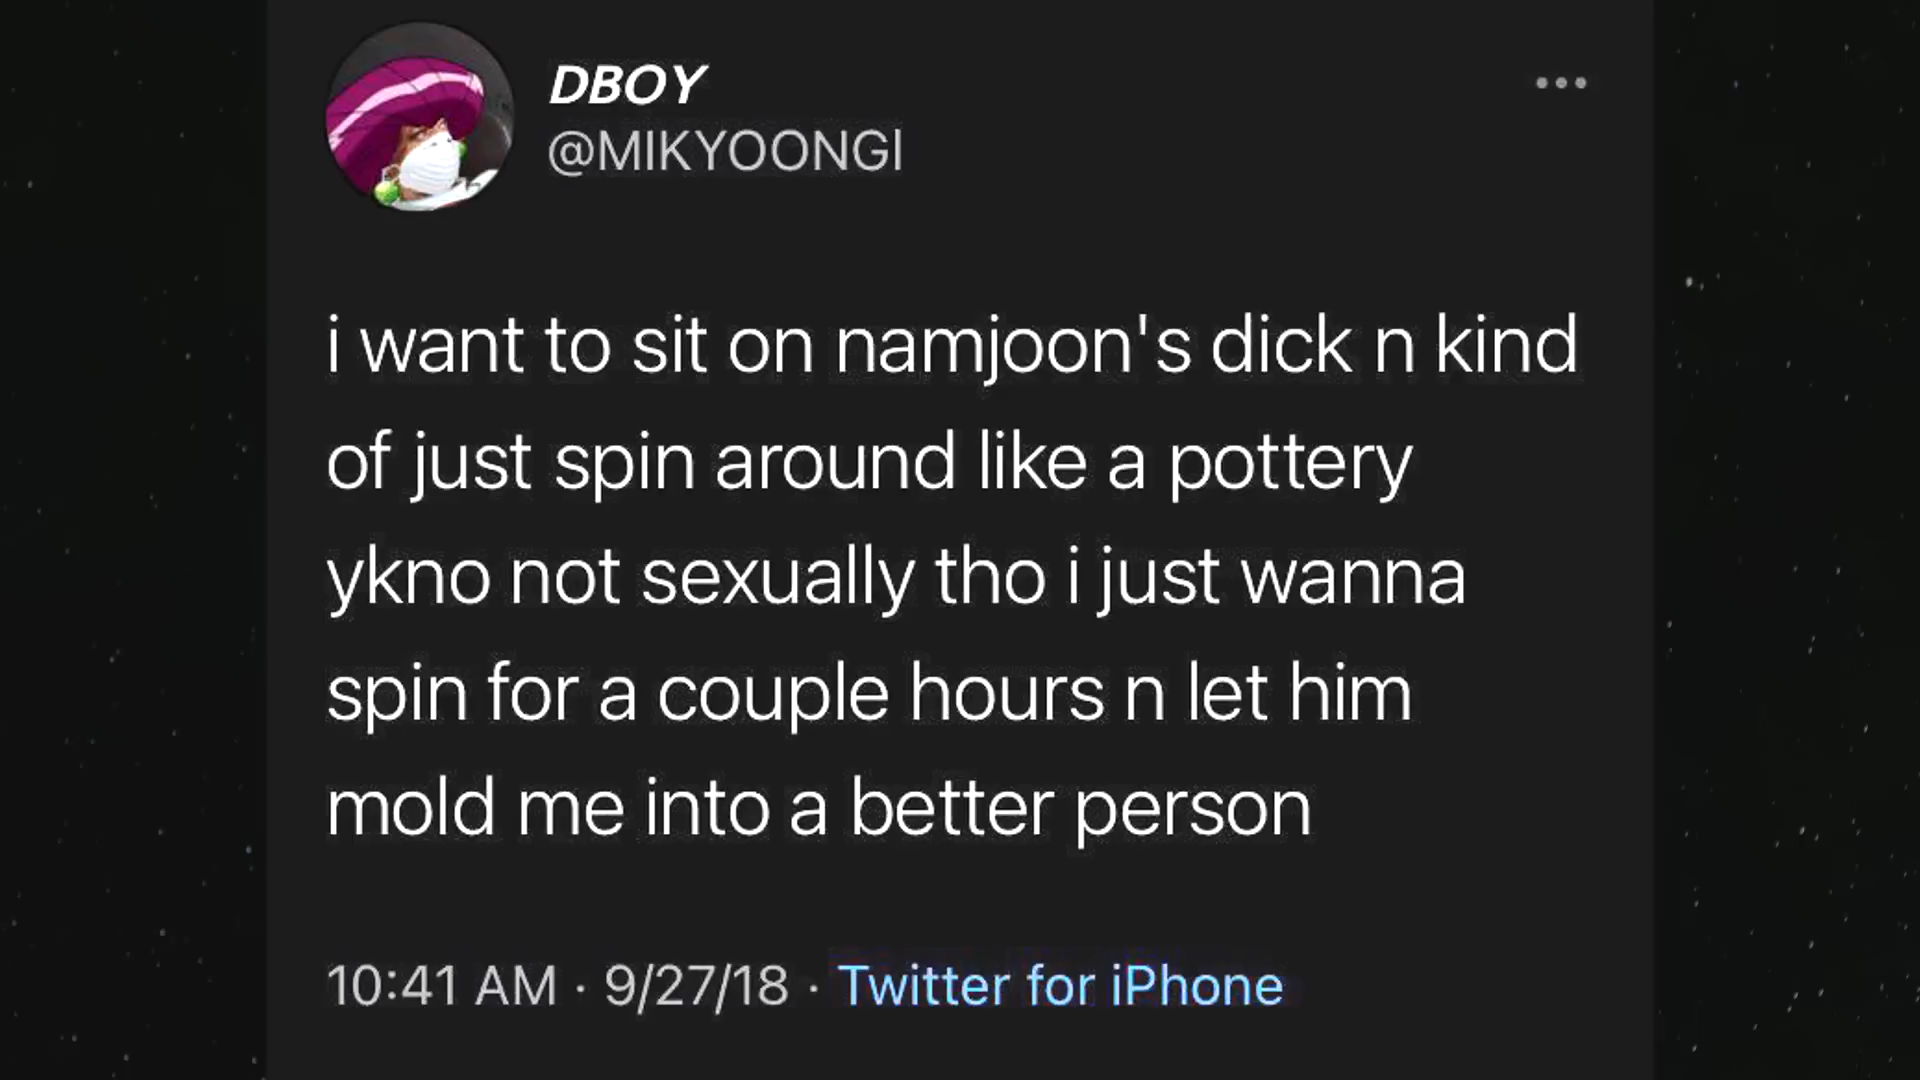 DBOY
@MIKYOONGI
i want to sit on namjoon's dick n kind
of just spin around like a pottery
ykno not sexually tho i just wanna
spin for a couple hours n let him
mold me into a better person
10:41 AM · 9/27/18 · Twitter for iPhone